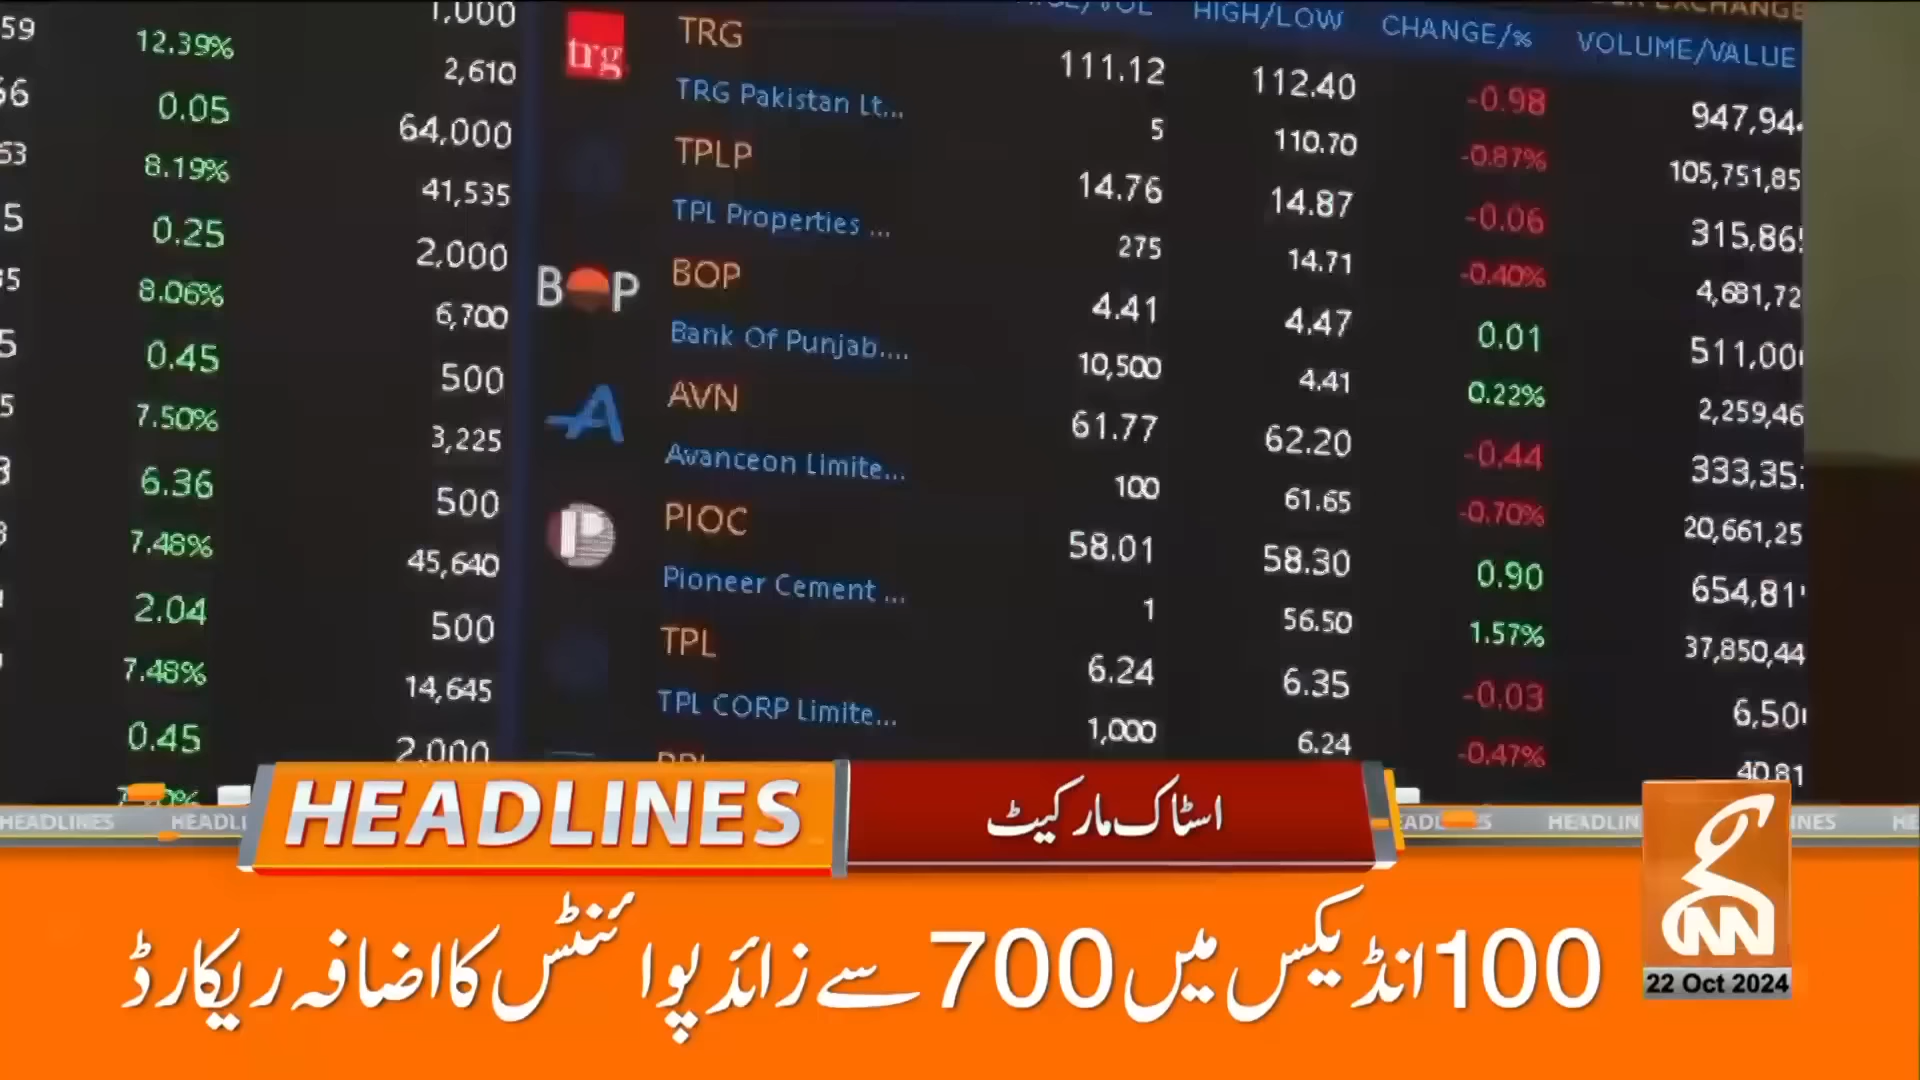 HIGH/LOW CHANGE/% VOLUME/VALUE
12.39%
0.05
8.19%
0.25
8.06%
0.45
7.50%
6.36
7.48%
2.04
7.48%
0.45
1,000
2,610
64,000
41,535
2,000
6,700
500
3,225
500
45,640
500
14,645
2,000
trg
TRG 111.12 112.40 -0.98
TRG Pakistan Lt... 5 110.70 -0.87%
TPLP 14.76 14.87 -0.06
TPL Properties ... 275 14.71 -0.40%
BOP
BOP 4.41 4.47 0.01
Bank Of Punjab.... 10,500 4.41 0.22%
AVN 61.77 62.20 -0.44
Avanceon Limite... 100 61.65 -0.70%
PIOC 58.01 58.30 0.90
Pioneer Cement ... 1 56.50 1.57%
TPL 6.24 6.35 -0.03
TPL CORP Limite... 1,000 6.24 -0.47%
HEADLINES
اسٹاک مارکیٹ
100 انڈیکس میں 700 سے زائد پوائنٹس کا اضافہ ریکارڈ
GNN
22 Oct 2024